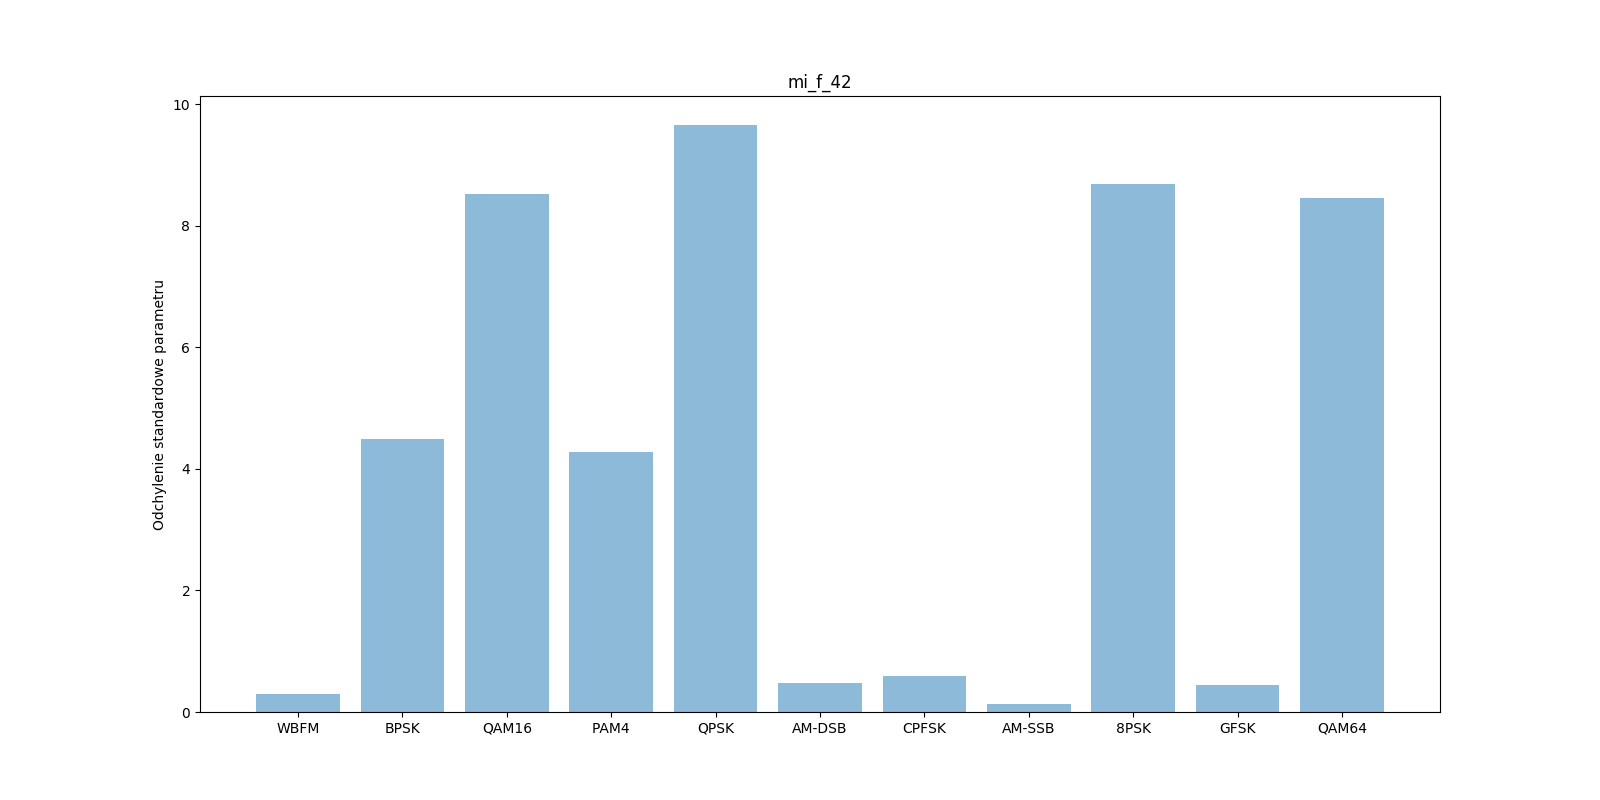 mi_f_42
Odchylenie standardowe parametru
10
8
6
4
2
0
WBFM BPSK QAM16 PAM4 QPSK AM-DSB CPFSK AM-SSB 8PSK GFSK QAM64